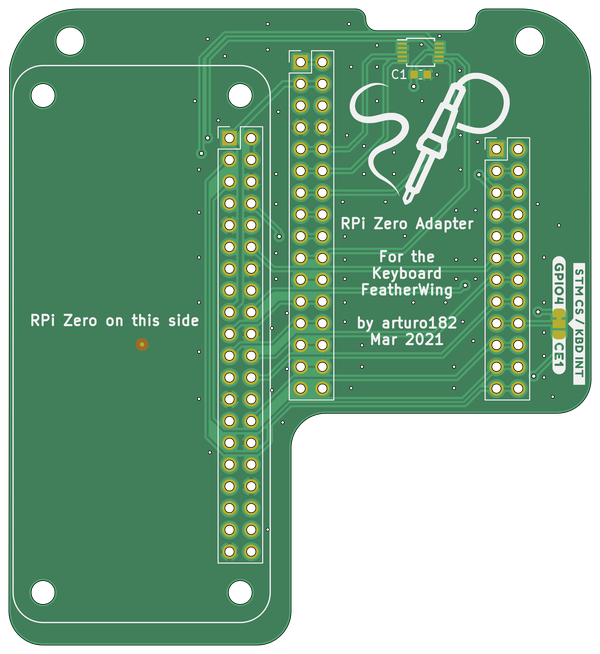 C1
RPi Zero Adapter
For the
Keyboard
FeatherWing
by arturo182
Mar 2021
RPi Zero on this side
GPIO4
CE1
STM CS / KBD INT